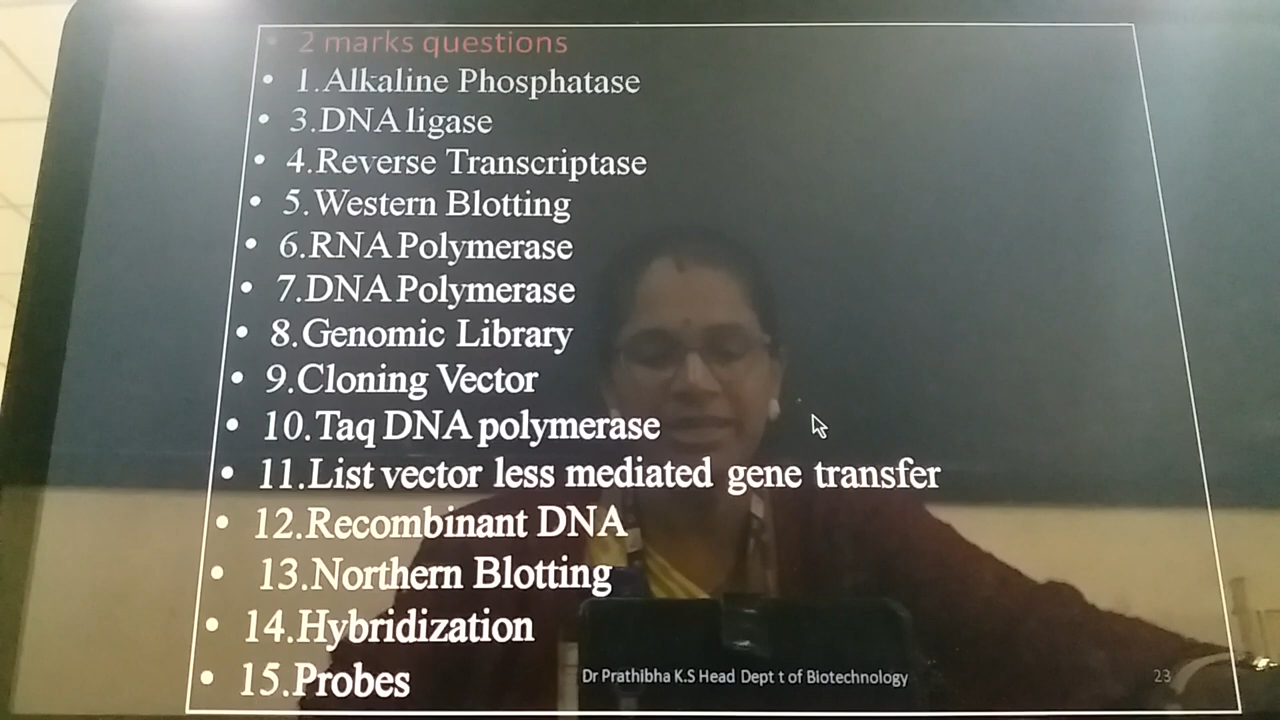 • 2 marks questions
• 1.Alkaline Phosphatase
• 3.DNA ligase
• 4.Reverse Transcriptase
• 5.Western Blotting
• 6.RNA Polymerase
• 7.DNA Polymerase
• 8.Genomic Library
• 9.Cloning Vector
• 10.Taq DNA polymerase
• 11.List vector less mediated gene transfer
• 12.Recombinant DNA
• 13.Northern Blotting
• 14.Hybridization
• 15.Probes
Dr Prathibha K.S Head Dept t of Biotechnology 23